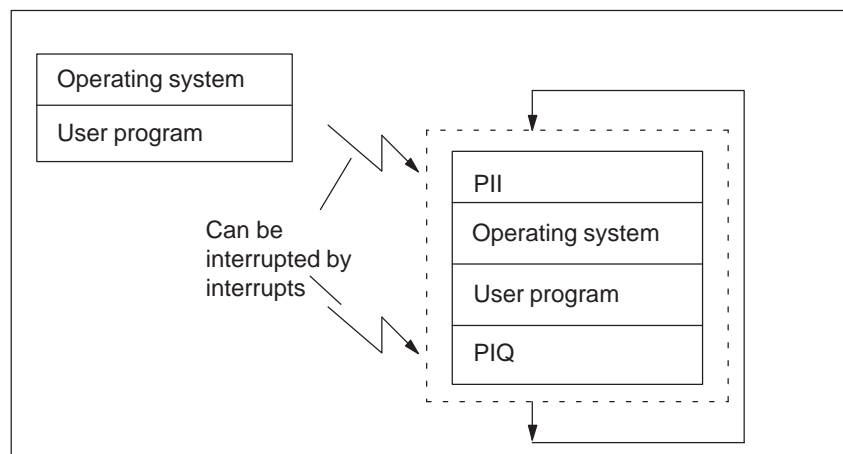 Operating system
User program
Can be
interrupted by
interrupts
PII
Operating system
User program
PIQ